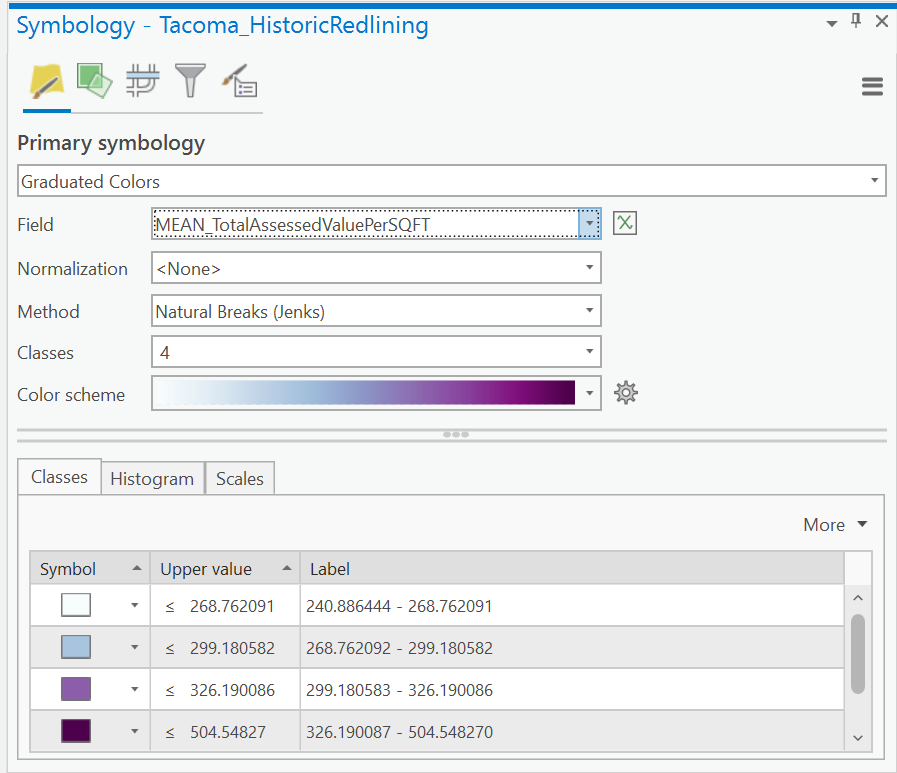 Symbology - Tacoma_HistoricRedlining
Primary symbology
Graduated Colors
Field MEAN_TotalAssessedValuePerSQFT
Normalization <None>
Method Natural Breaks (Jenks)
Classes 4
Color scheme
Classes Histogram Scales
More
Symbol Upper value Label
≤ 268.762091 240.886444 - 268.762091
≤ 299.180582 268.762092 - 299.180582
≤ 326.190086 299.180583 - 326.190086
≤ 504.54827 326.190087 - 504.548270